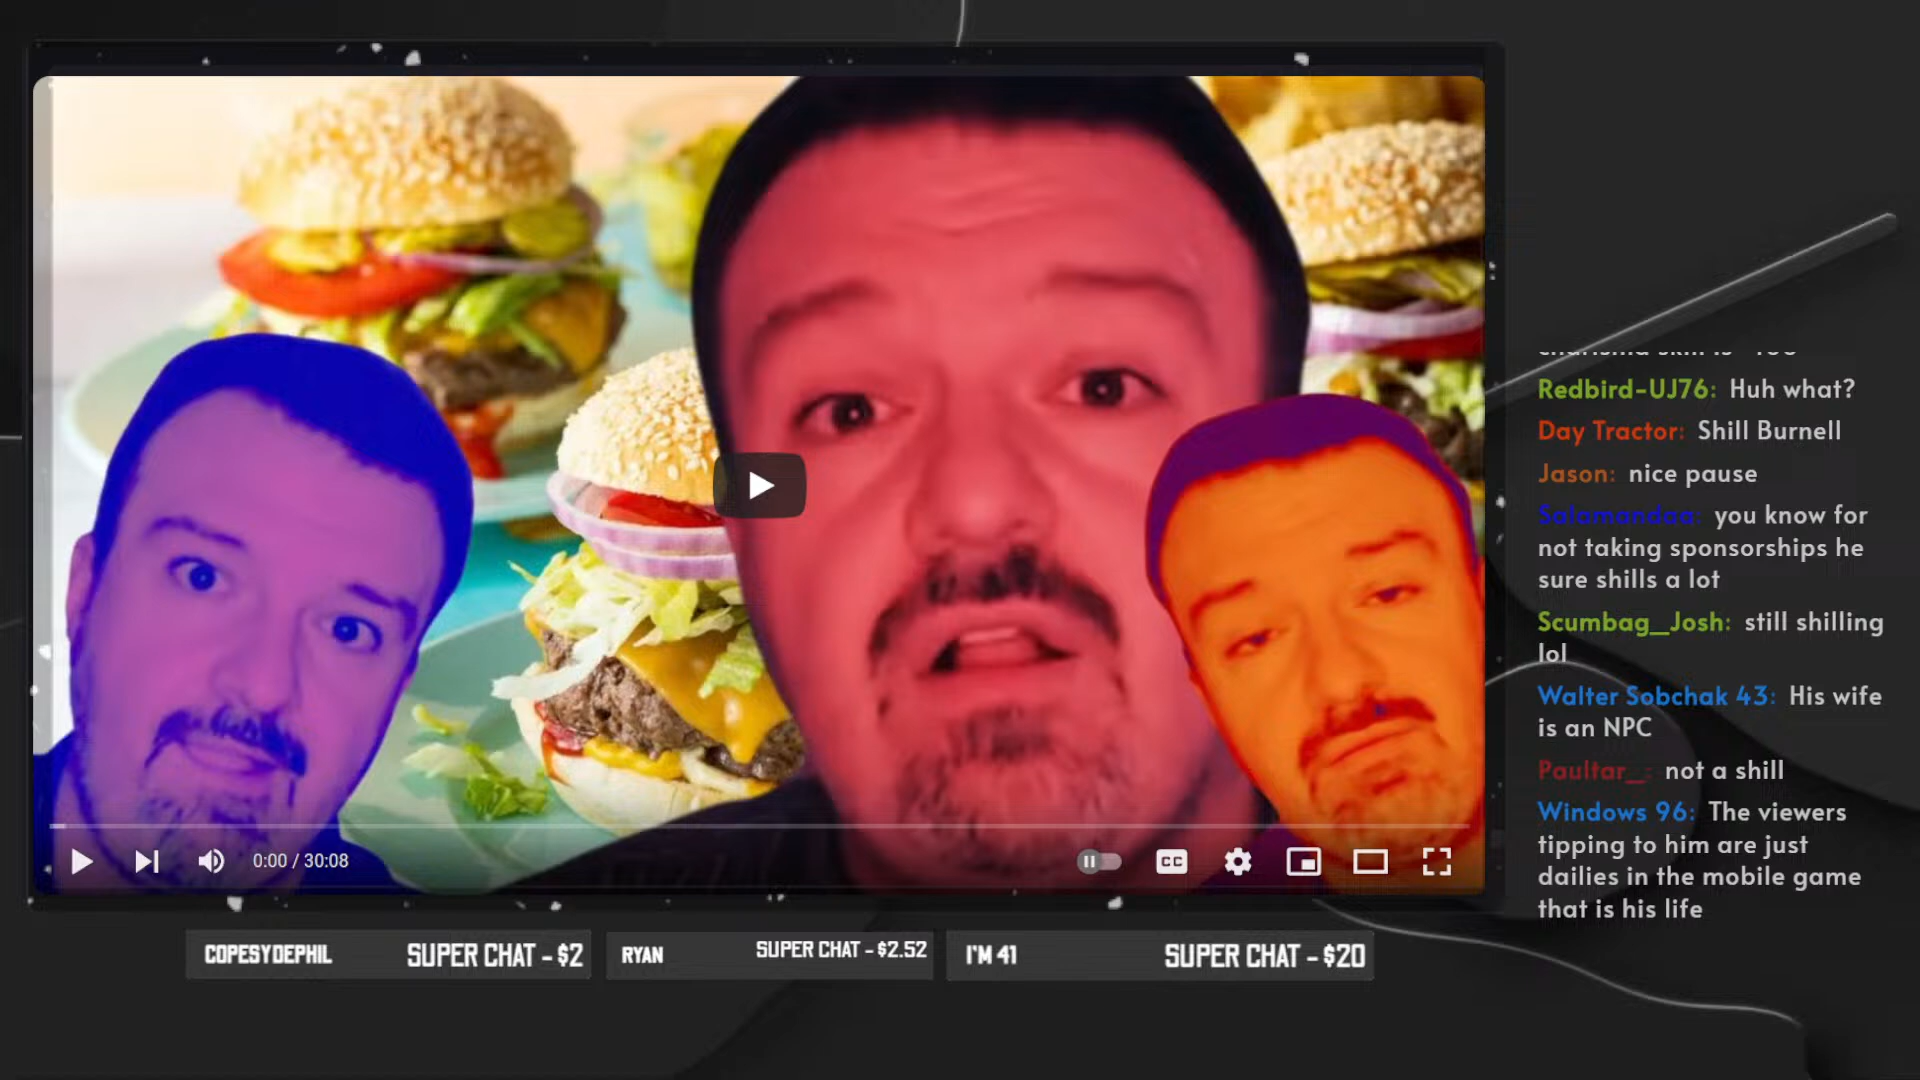 Redbird-UJ76: Huh what?
Day Tractor: Shill Burnell
Jason: nice pause
Salamandaa: you know for
not taking sponsorships he
sure shills a lot
Scumbag_Josh: still shilling
lol
Walter Sobchak 43: His wife
is an NPC
Paultar_: not a shill
Windows 96: The viewers
tipping to him are just
dailies in the mobile game
that is his life
0:00 / 30:08
CC
COPESYDEPHIL SUPER CHAT - $2
RYAN SUPER CHAT - $2.52
I'M 41 SUPER CHAT - $20